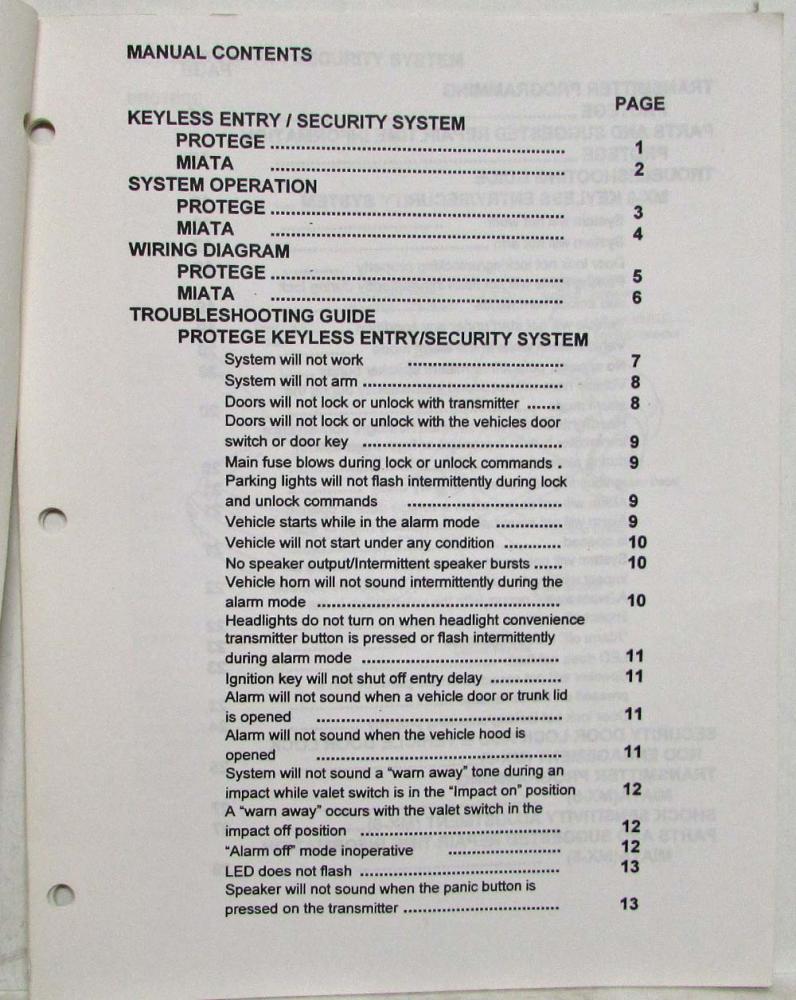 MANUAL CONTENTS
PAGE
KEYLESS ENTRY / SECURITY SYSTEM
PROTEGE ................................................. 1
MIATA ................................................. 2
SYSTEM OPERATION
PROTEGE ................................................. 3
MIATA ................................................. 4
WIRING DIAGRAM
PROTEGE ................................................. 5
MIATA ................................................. 6
TROUBLESHOOTING GUIDE
PROTEGE KEYLESS ENTRY/SECURITY SYSTEM
System will not work .......................... 7
System will not arm .................................. 8
Doors will not lock or unlock with transmitter ....... 8
Doors will not lock or unlock with the vehicles door
switch or door key .................................. 9
Main fuse blows during lock or unlock commands . 9
Parking lights will not flash intermittently during lock
and unlock commands .......................... 9
Vehicle starts while in the alarm mode ............ 9
Vehicle will not start under any condition ............ 10
No speaker output/Intermittent speaker bursts ...... 10
Vehicle horn will not sound intermittently during the
alarm mode ......................................... 10
Headlights do not turn on when headlight convenience
transmitter button is pressed or flash intermittently
during alarm mode .................................. 11
Ignition key will not shut off entry delay ............. 11
Alarm will not sound when a vehicle door or trunk lid
is opened ......................................... 11
Alarm will not sound when the vehicle hood is
opened ......................................... 11
System will not sound a "warn away" tone during an
impact while valet switch is in the "Impact on" position 12
A "warn away" occurs with the valet switch in the
impact off position .................................. 12
"Alarm off" mode inoperative ................... 12
LED does not flash .................................. 13
Speaker will not sound when the panic button is
pressed on the transmitter .......................... 13